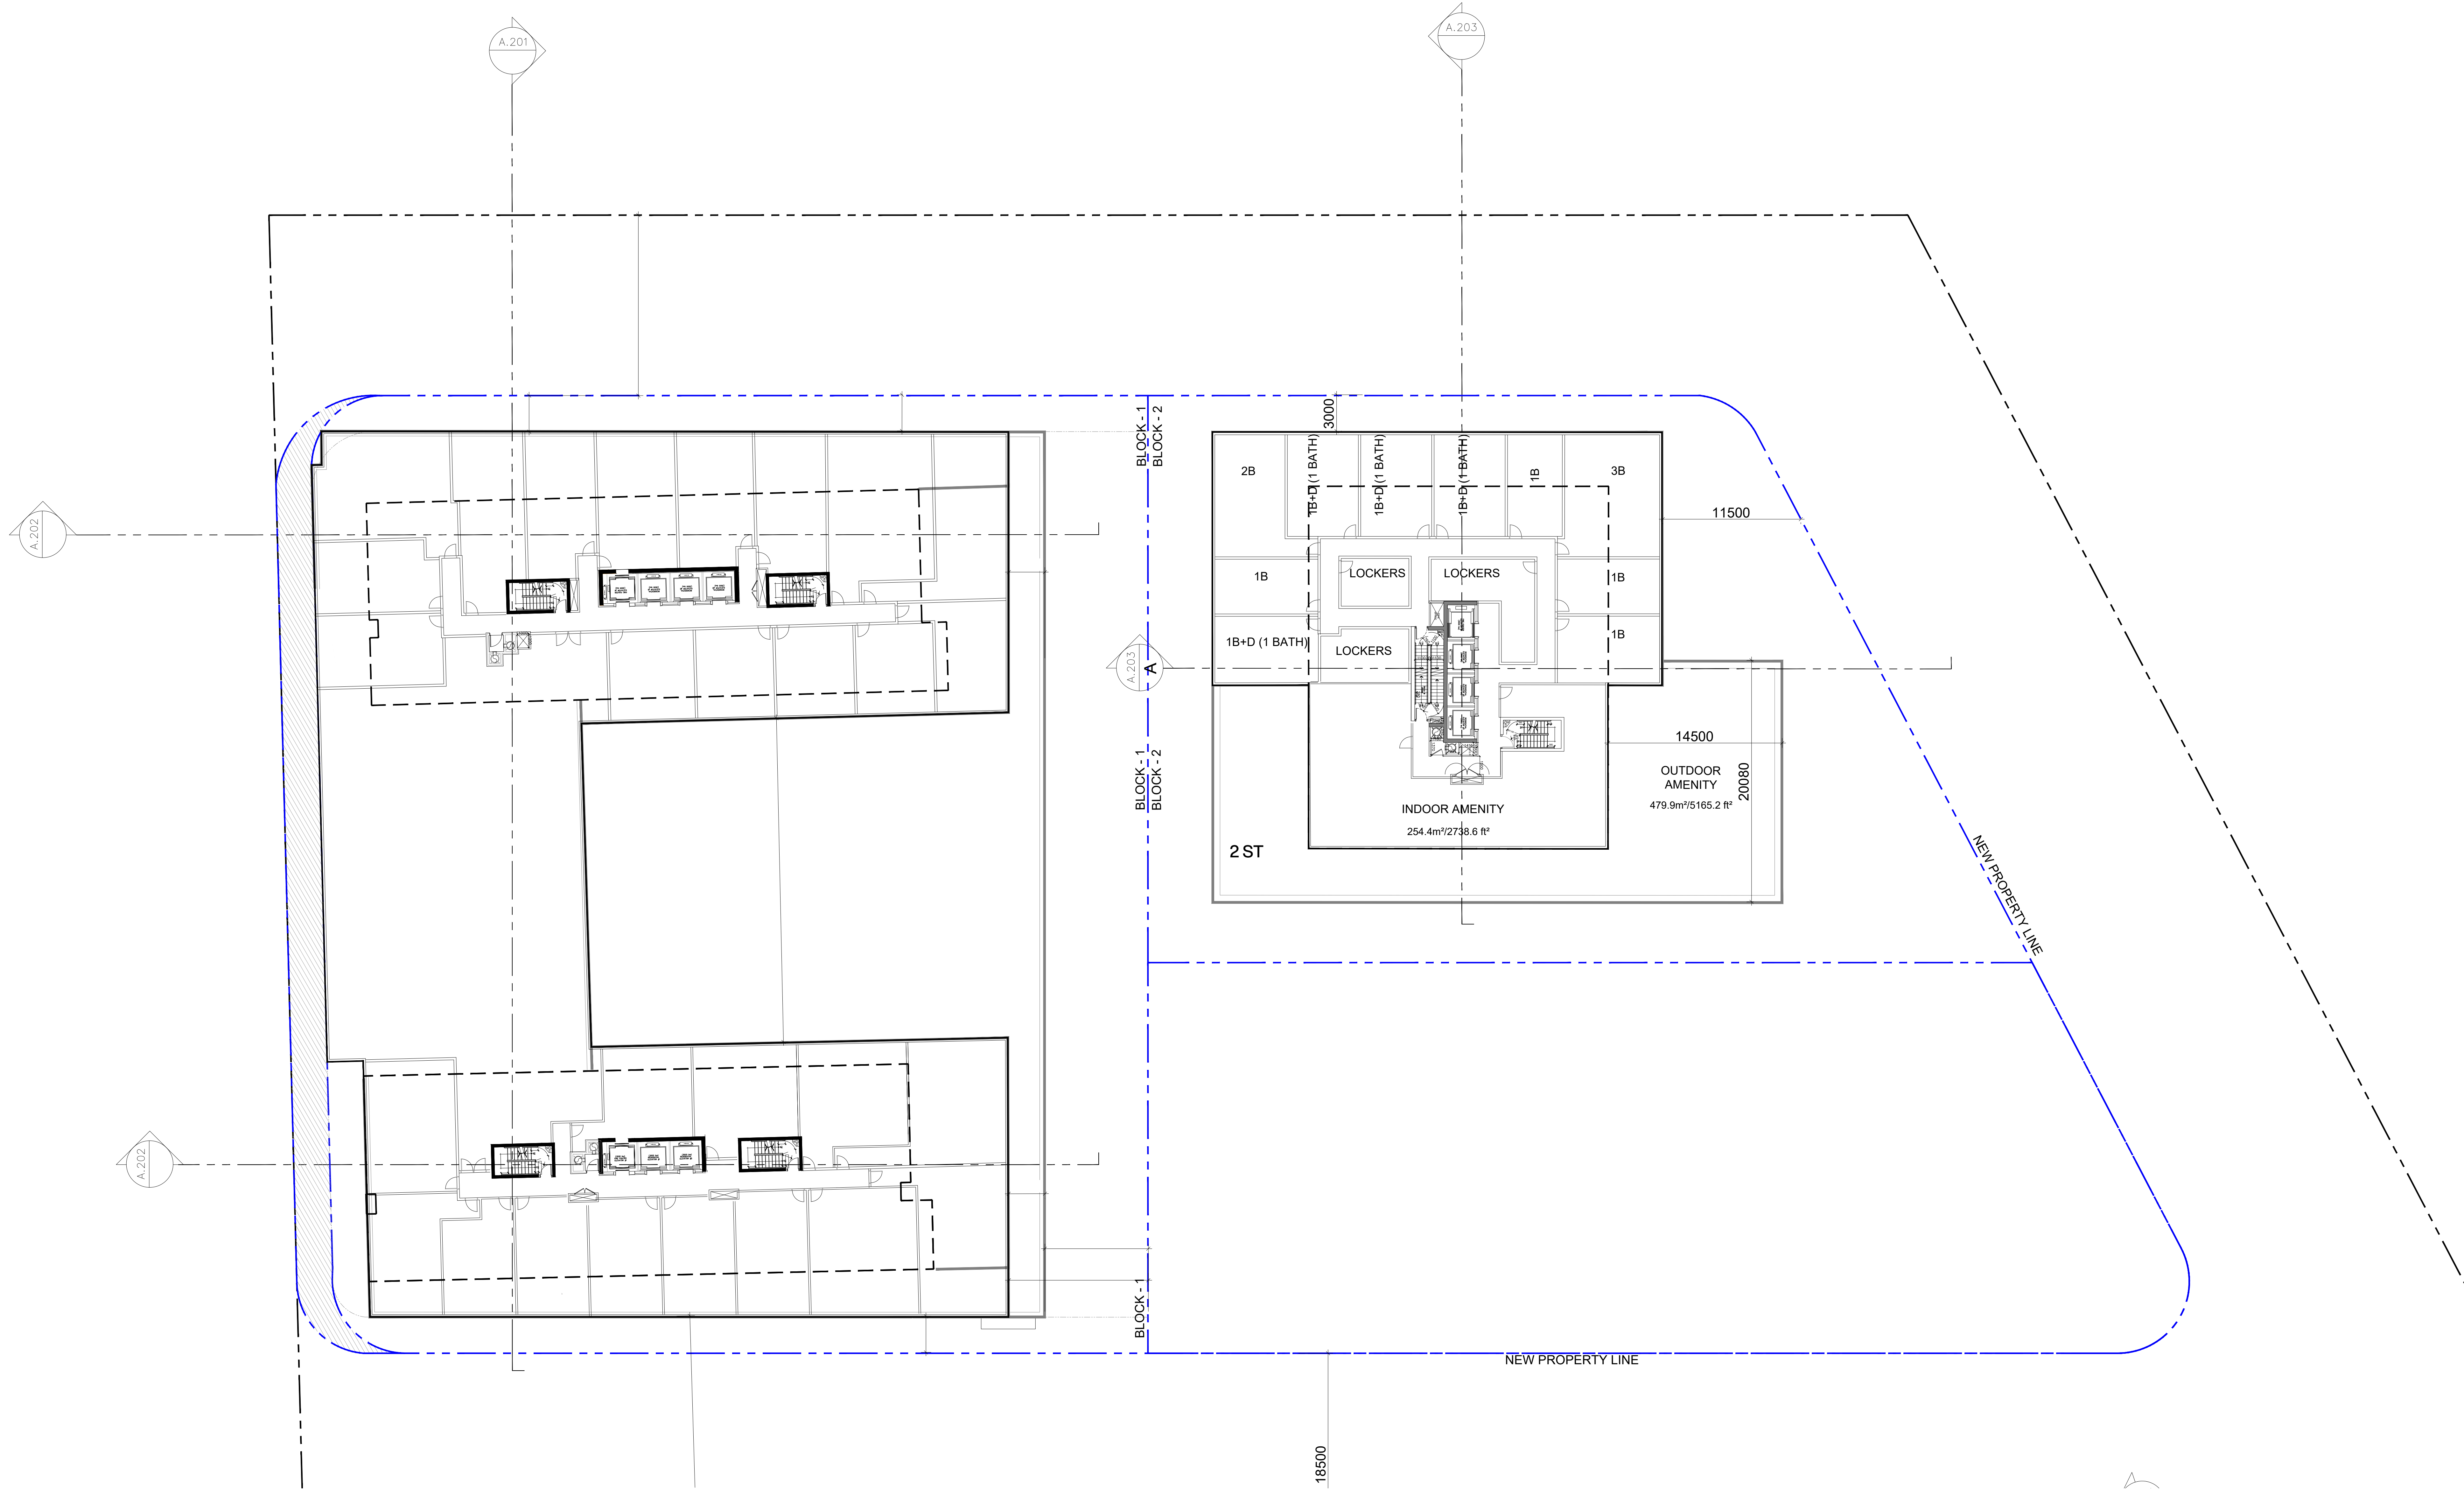 A.201
A.203
BLOCK - 1
BLOCK - 2
3000
2B
1B+D (1 BATH)
1B+D (1 BATH)
1B+D (1 BATH)
1B
3B
11500
A.202
1B
LOCKERS
LOCKERS
1B
1B+D (1 BATH)
LOCKERS
1B
A.203
A
14500
BLOCK - 1
BLOCK - 2
OUTDOOR
AMENITY
479.9m²/5165.2 ft²
20080
INDOOR AMENITY
254.4m²/2738.6 ft²
2 ST
NEW PROPERTY LINE
A.202
BLOCK - 1
NEW PROPERTY LINE
18500